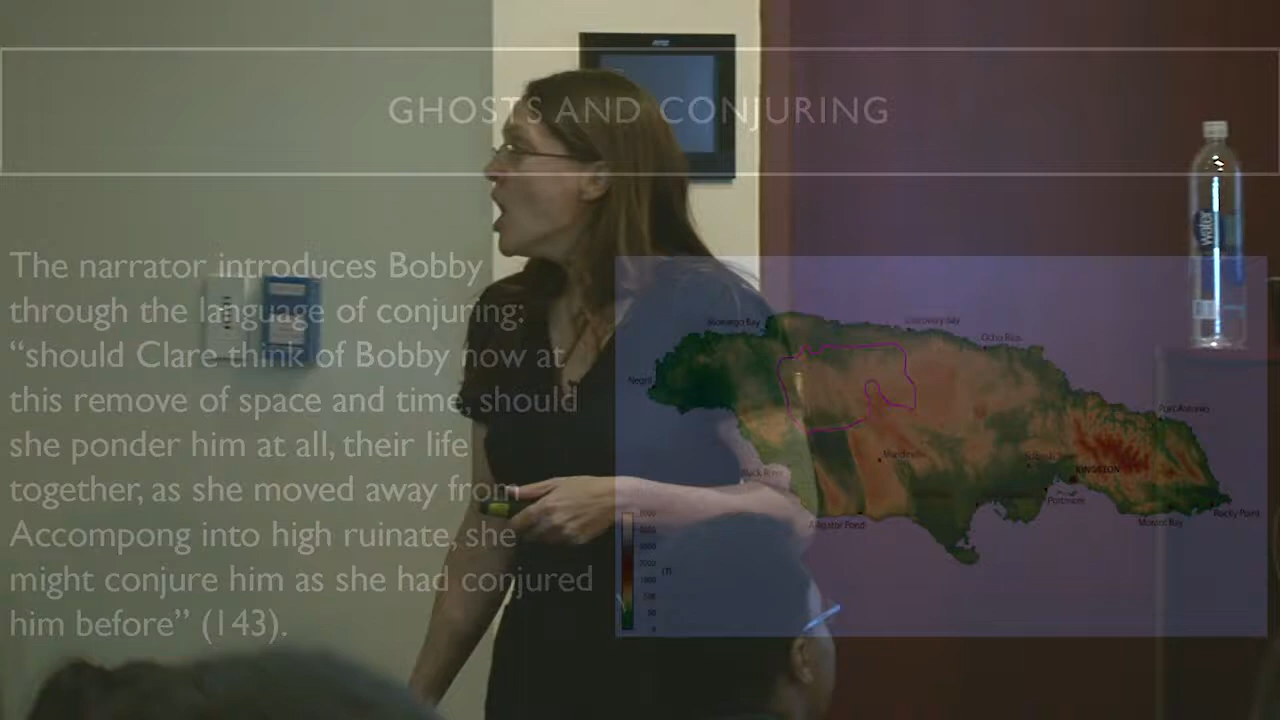 GHOSTS AND CONJURING
The narrator introduces Bobby
through the language of conjuring:
“should Clare think of Bobby now at
this remove of space and time, should
she ponder him at all, their life
together, as she moved away from
Accompong into high ruinate, she
might conjure him as she had conjured
him before” (143).
water
Montego Bay
Discovery Bay
Ocho Rios
Negril
Port Antonio
Mandeville
KINGSTON
Black River
Portmore
Alligator Pond
Morant Bay
Rocky Point